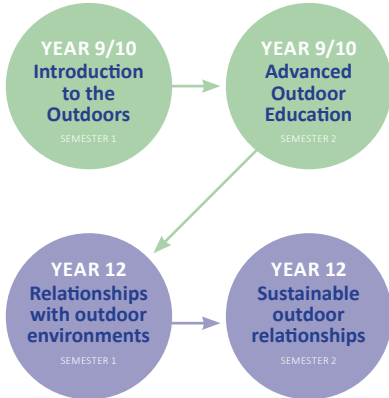 YEAR 9/10
Introduction
to the
Outdoors
SEMESTER 1
YEAR 9/10
Advanced
Outdoor
Education
SEMESTER 2
YEAR 12
Relationships
with outdoor
environments
SEMESTER 1
YEAR 12
Sustainable
outdoor
relationships
SEMESTER 2